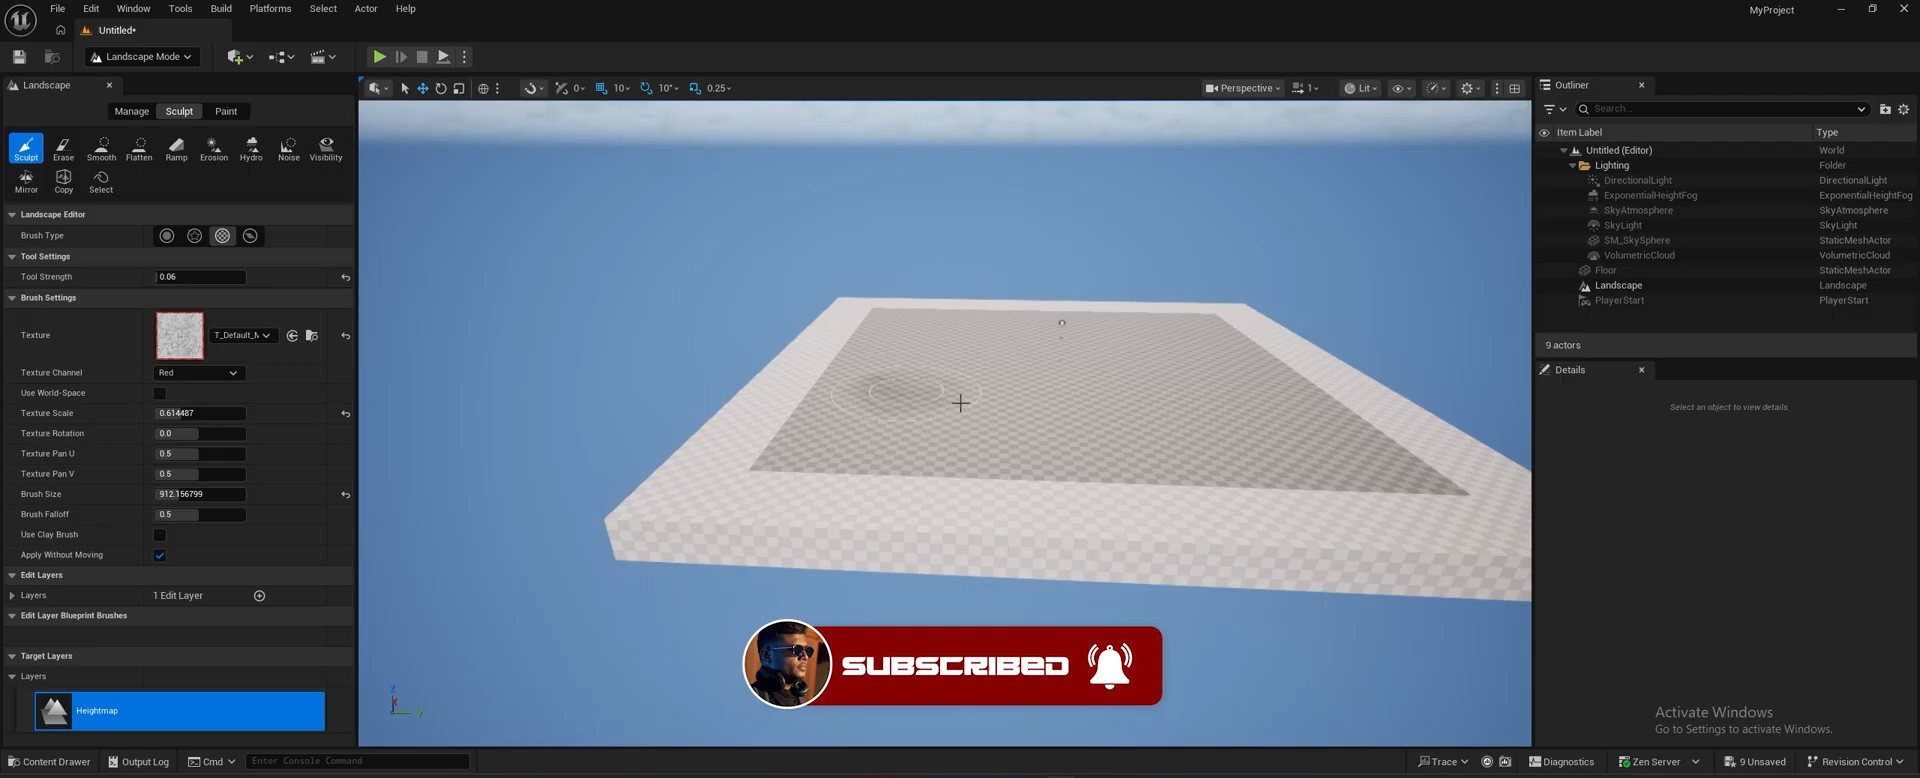 File Edit Window Tools Build Platforms Select Actor Help
MyProject
Untitled•
Landscape Mode
Landscape
0 10 10° 0.25
Perspective 1 Lit
Outliner
Manage Sculpt Paint
Search...
Item Label Type
Sculpt Erase Smooth Flatten Ramp Erosion Hydro Noise Visibility
Mirror Copy Select
Untitled (Editor) World
Lighting Folder
DirectionalLight DirectionalLight
ExponentialHeightFog ExponentialHeightFog
SkyAtmosphere SkyAtmosphere
SkyLight SkyLight
SM_SkySphere StaticMeshActor
VolumetricCloud VolumetricCloud
Floor StaticMeshActor
Landscape Landscape
PlayerStart PlayerStart
9 actors
Details
Select an object to view details.
Landscape Editor
Brush Type
Tool Settings
Tool Strength 0.06
Brush Settings
Texture T_Default_M
Texture Channel Red
Use World-Space
Texture Scale 0.614487
Texture Rotation 0.0
Texture Pan U 0.5
Texture Pan V 0.5
Brush Size 912.156799
Brush Falloff 0.5
Use Clay Brush
Apply Without Moving
Edit Layers
Layers 1 Edit Layer
Edit Layer Blueprint Brushes
Target Layers
Layers
Heightmap
SUBSCRIBED
Z
X
Y
Activate Windows
Go to Settings to activate Windows.
Content Drawer Output Log Cmd Enter Console Command
Trace Diagnostics Zen Server 9 Unsaved Revision Control